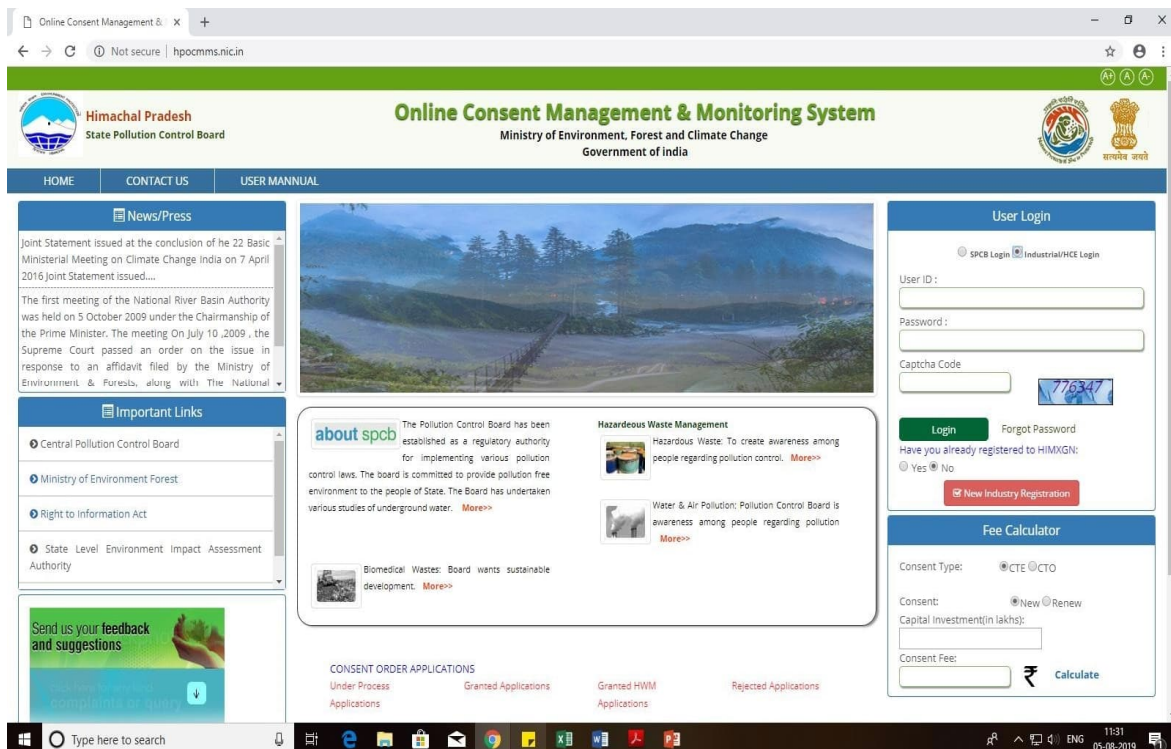 Online Consent Management &
Not secure | hpocmms.nic.in
A+ A A-
Himachal Pradesh
State Pollution Control Board
Online Consent Management & Monitoring System
Ministry of Environment, Forest and Climate Change
Government of india
सत्यमेव जयते
HOME CONTACT US USER MANNUAL
News/Press
Joint Statement issued at the conclusion of he 22 Basic
Ministerial Meeting on Climate Change India on 7 April
2016 Joint Statement issued....
The first meeting of the National River Basin Authority
was held on 5 October 2009 under the Chairmanship of
the Prime Minister. The meeting On July 10 ,2009 , the
Supreme Court passed an order on the issue in
response to an affidavit filed by the Ministry of
Environment & Forests, along with The National
Important Links
Central Pollution Control Board
Ministry of Environment Forest
Right to Information Act
State Level Environment Impact Assessment
Authority
Send us your feedback
and suggestions
complaints or query
about spcb
The Pollution Control Board has been
established as a regulatory authority
for implementing various pollution
control laws. The board is committed to provide pollution free
environment to the people of State. The Board has undertaken
various studies of underground water. More>>
Biomedical Wastes: Board wants sustainable
development. More>>
Hazardeous Waste Management
Hazardous Waste: To create awareness among
people regarding pollution control. More>>
Water & Air Pollution: Pollution Control Board is
awareness among people regarding pollution
More>>
CONSENT ORDER APPLICATIONS
Under Process
Applications
Granted Applications
Granted HWM
Applications
Rejected Applications
User Login
SPCB Login Industrial/HCE Login
User ID :
Password :
Captcha Code
776347
Login Forgot Password
Have you already registered to HIMXGN:
Yes No
New Industry Registration
Fee Calculator
Consent Type: CTE CTO
Consent: New Renew
Capital Investment(in lakhs):
Consent Fee:
₹ Calculate
Type here to search
ENG
11:31
05-08-2019